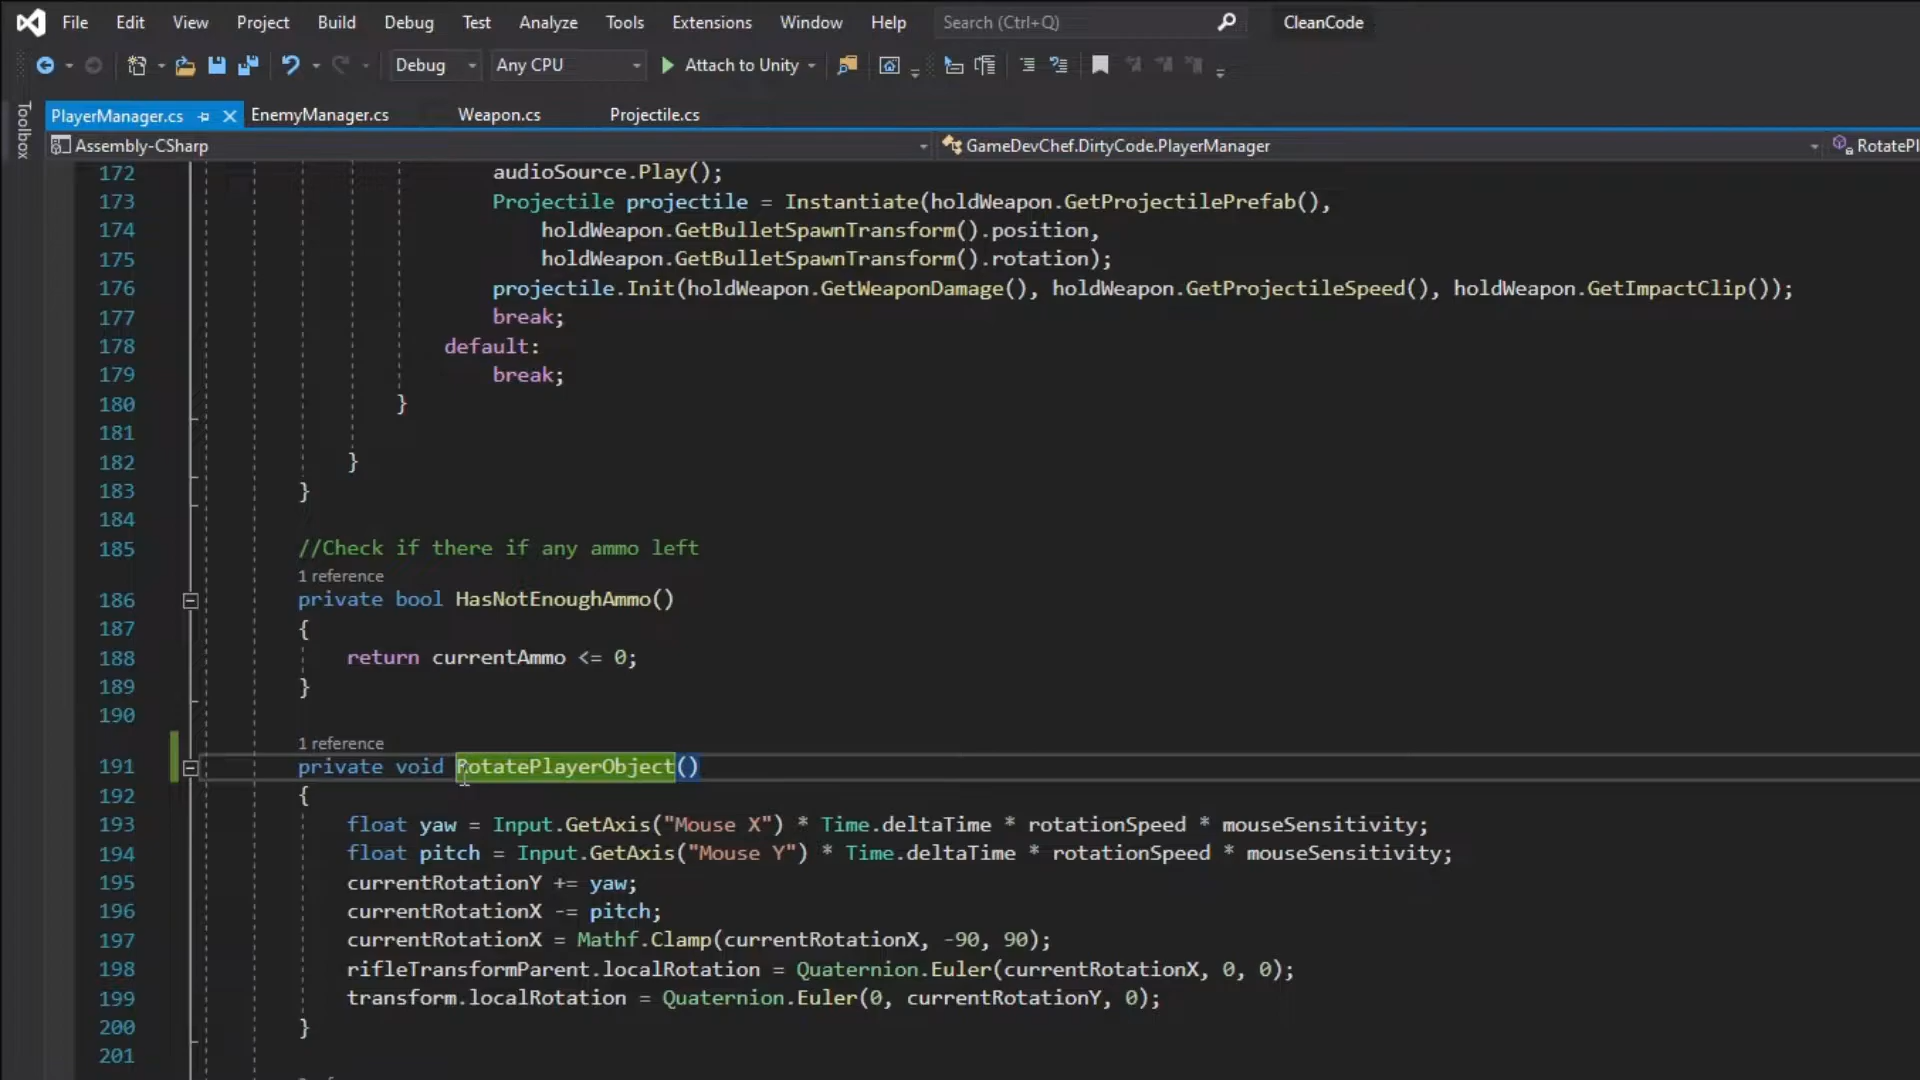 File Edit View Project Build Debug Test Analyze Tools Extensions Window Help Search (Ctrl+Q) CleanCode
Debug Any CPU Attach to Unity
Toolbox
PlayerManager.cs EnemyManager.cs Weapon.cs Projectile.cs
Assembly-CSharp GameDevChef.DirtyCode.PlayerManager RotatePl
172 audioSource.Play();
173 Projectile projectile = Instantiate(holdWeapon.GetProjectilePrefab(),
174 holdWeapon.GetBulletSpawnTransform().position,
175 holdWeapon.GetBulletSpawnTransform().rotation);
176 projectile.Init(holdWeapon.GetWeaponDamage(), holdWeapon.GetProjectileSpeed(), holdWeapon.GetImpactClip());
177 break;
178 default:
179 break;
180 }
181
182 }
183 }
184
185 //Check if there if any ammo left
1 reference
186 private bool HasNotEnoughAmmo()
187 {
188 return currentAmmo <= 0;
189 }
190
1 reference
191 private void RotatePlayerObject()
192 {
193 float yaw = Input.GetAxis("Mouse X") * Time.deltaTime * rotationSpeed * mouseSensitivity;
194 float pitch = Input.GetAxis("Mouse Y") * Time.deltaTime * rotationSpeed * mouseSensitivity;
195 currentRotationY += yaw;
196 currentRotationX -= pitch;
197 currentRotationX = Mathf.Clamp(currentRotationX, -90, 90);
198 rifleTransformParent.localRotation = Quaternion.Euler(currentRotationX, 0, 0);
199 transform.localRotation = Quaternion.Euler(0, currentRotationY, 0);
200 }
201